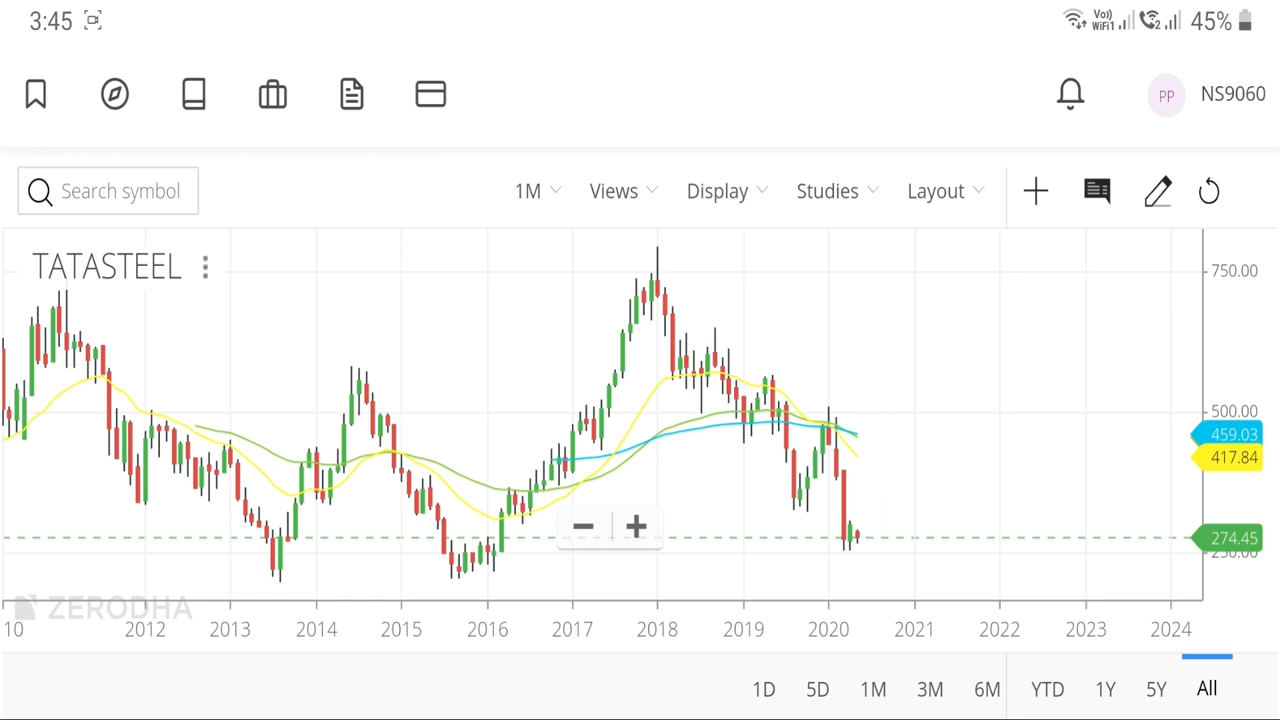 3:45 Vo) WiFi1 2 45%
PP NS9060
Search symbol 1M Views Display Studies Layout
TATASTEEL
750.00
500.00
459.03
417.84
274.45
250.00
ZERODHA
10 2012 2013 2014 2015 2016 2017 2018 2019 2020 2021 2022 2023 2024
1D 5D 1M 3M 6M YTD 1Y 5Y All